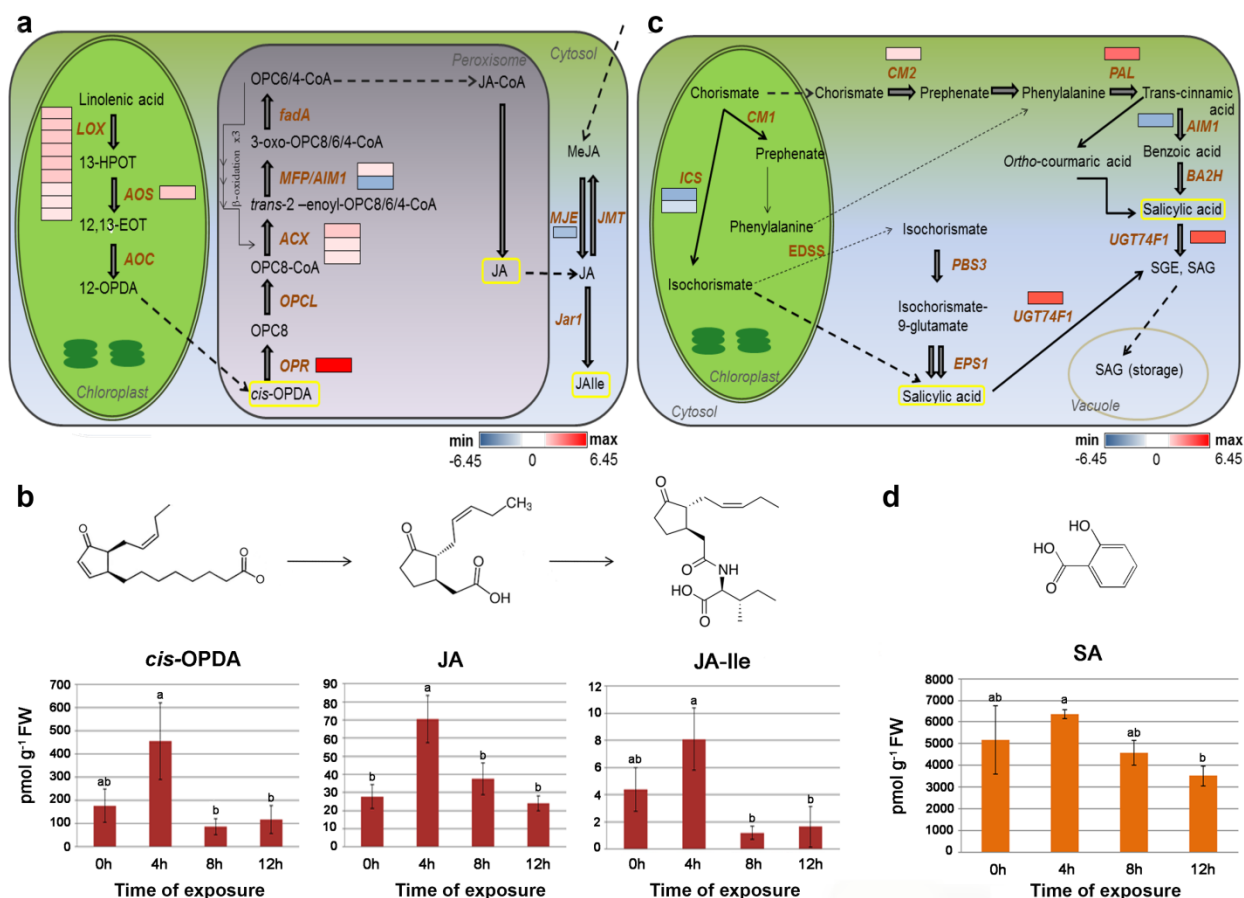 a
Peroxisome
Cytosol
Linolenic acid
LOX
13-HPOT
AOS
12,13-EOT
AOC
12-OPDA
Chloroplast
OPC6/4-CoA
JA-CoA
fadA
3-oxo-OPC8/6/4-CoA
β-oxidation x3
MFP/AIM1
trans-2 –enoyl-OPC8/6/4-CoA
ACX
OPC8-CoA
OPCL
OPC8
OPR
cis-OPDA
JA
MeJA
MJE
JMT
JA
Jar1
JAIle
min
max
-6.45
0
6.45
c
CM2
PAL
Chorismate
Chorismate
Prephenate
Phenylalanine
Trans-cinnamic
acid
CM1
AIM1
Prephenate
Ortho-courmaric acid
Benzoic acid
ICS
BA2H
Phenylalanine
Salicylic acid
EDSS
Isochorismate
UGT74F1
Isochorismate
PBS3
SGE, SAG
Isochorismate-
9-glutamate
UGT74F1
EPS1
Chloroplast
SAG (storage)
Salicylic acid
Cytosol
Vacuole
min
max
-6.45
0
6.45
b
O
O
O
O
CH3
O
OH
O
O
NH
HO
O
d
HO
HO
O
cis-OPDA
pmol g⁻¹ FW
700
600
500
400
300
200
100
0
ab
a
b
b
0h 4h 8h 12h
Time of exposure
JA
90
80
70
60
50
40
30
20
10
0
b
a
b
b
0h 4h 8h 12h
Time of exposure
JA-Ile
12
10
8
6
4
2
0
ab
a
b
b
0h 4h 8h 12h
Time of exposure
SA
pmol g⁻¹ FW
8000
7000
6000
5000
4000
3000
2000
1000
0
ab
a
ab
b
0h 4h 8h 12h
Time of exposure